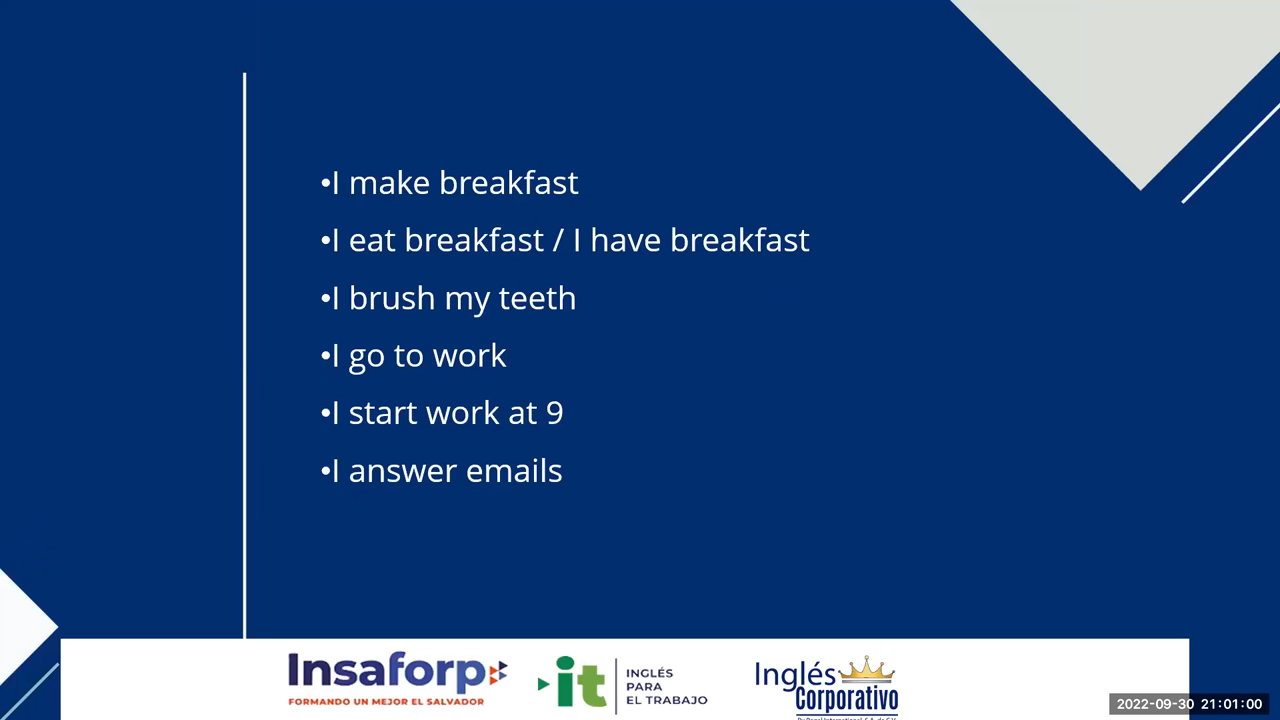 •I make breakfast
•I eat breakfast / I have breakfast
•I brush my teeth
•I go to work
•I start work at 9
•I answer emails
Insaforp
FORMANDO UN MEJOR EL SALVADOR
it
INGLÉS
PARA
EL TRABAJO
Inglés
Corporativo
2022-09-30 21:01:00